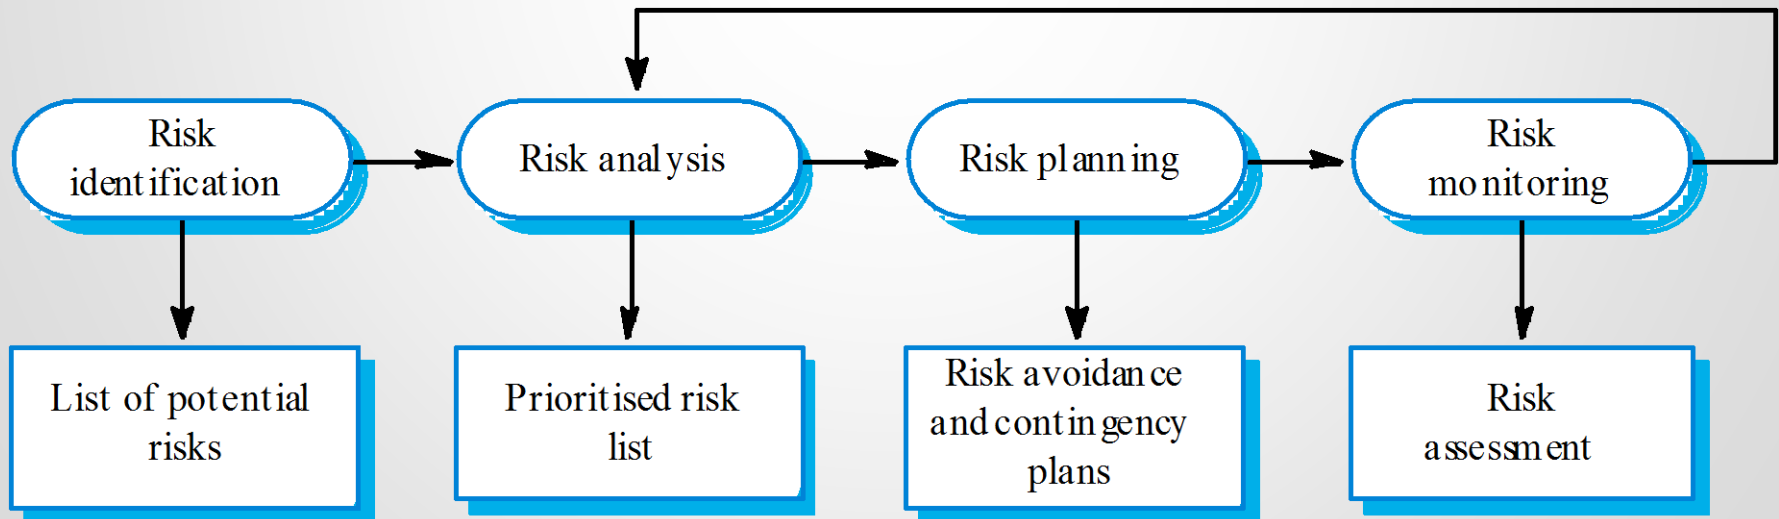 Risk
identification
Risk analysis
Risk planning
Risk
monitoring
List of potential
risks
Prioritised risk
list
Risk avoidance
and contingency
plans
Risk
assessment